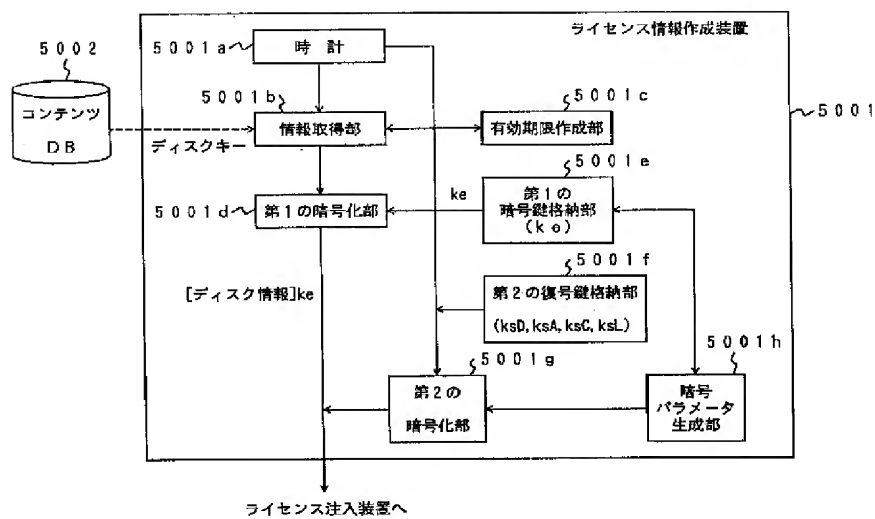 ライセンス情報作成装置
5002
5001a
時計
5001b
5001c
5001
コンテンツ
DB
ディスクキー
情報取得部
有効期限作成部
5001e
5001d
第1の暗号化部
ke
第1の
暗号鍵格納部
(ke)
5001f
[ディスク情報]ke
第2の復号鍵格納部
(ksD,ksA,ksC,ksL)
5001g
5001h
第2の
暗号化部
暗号
パラメータ
生成部
ライセンス注入装置へ